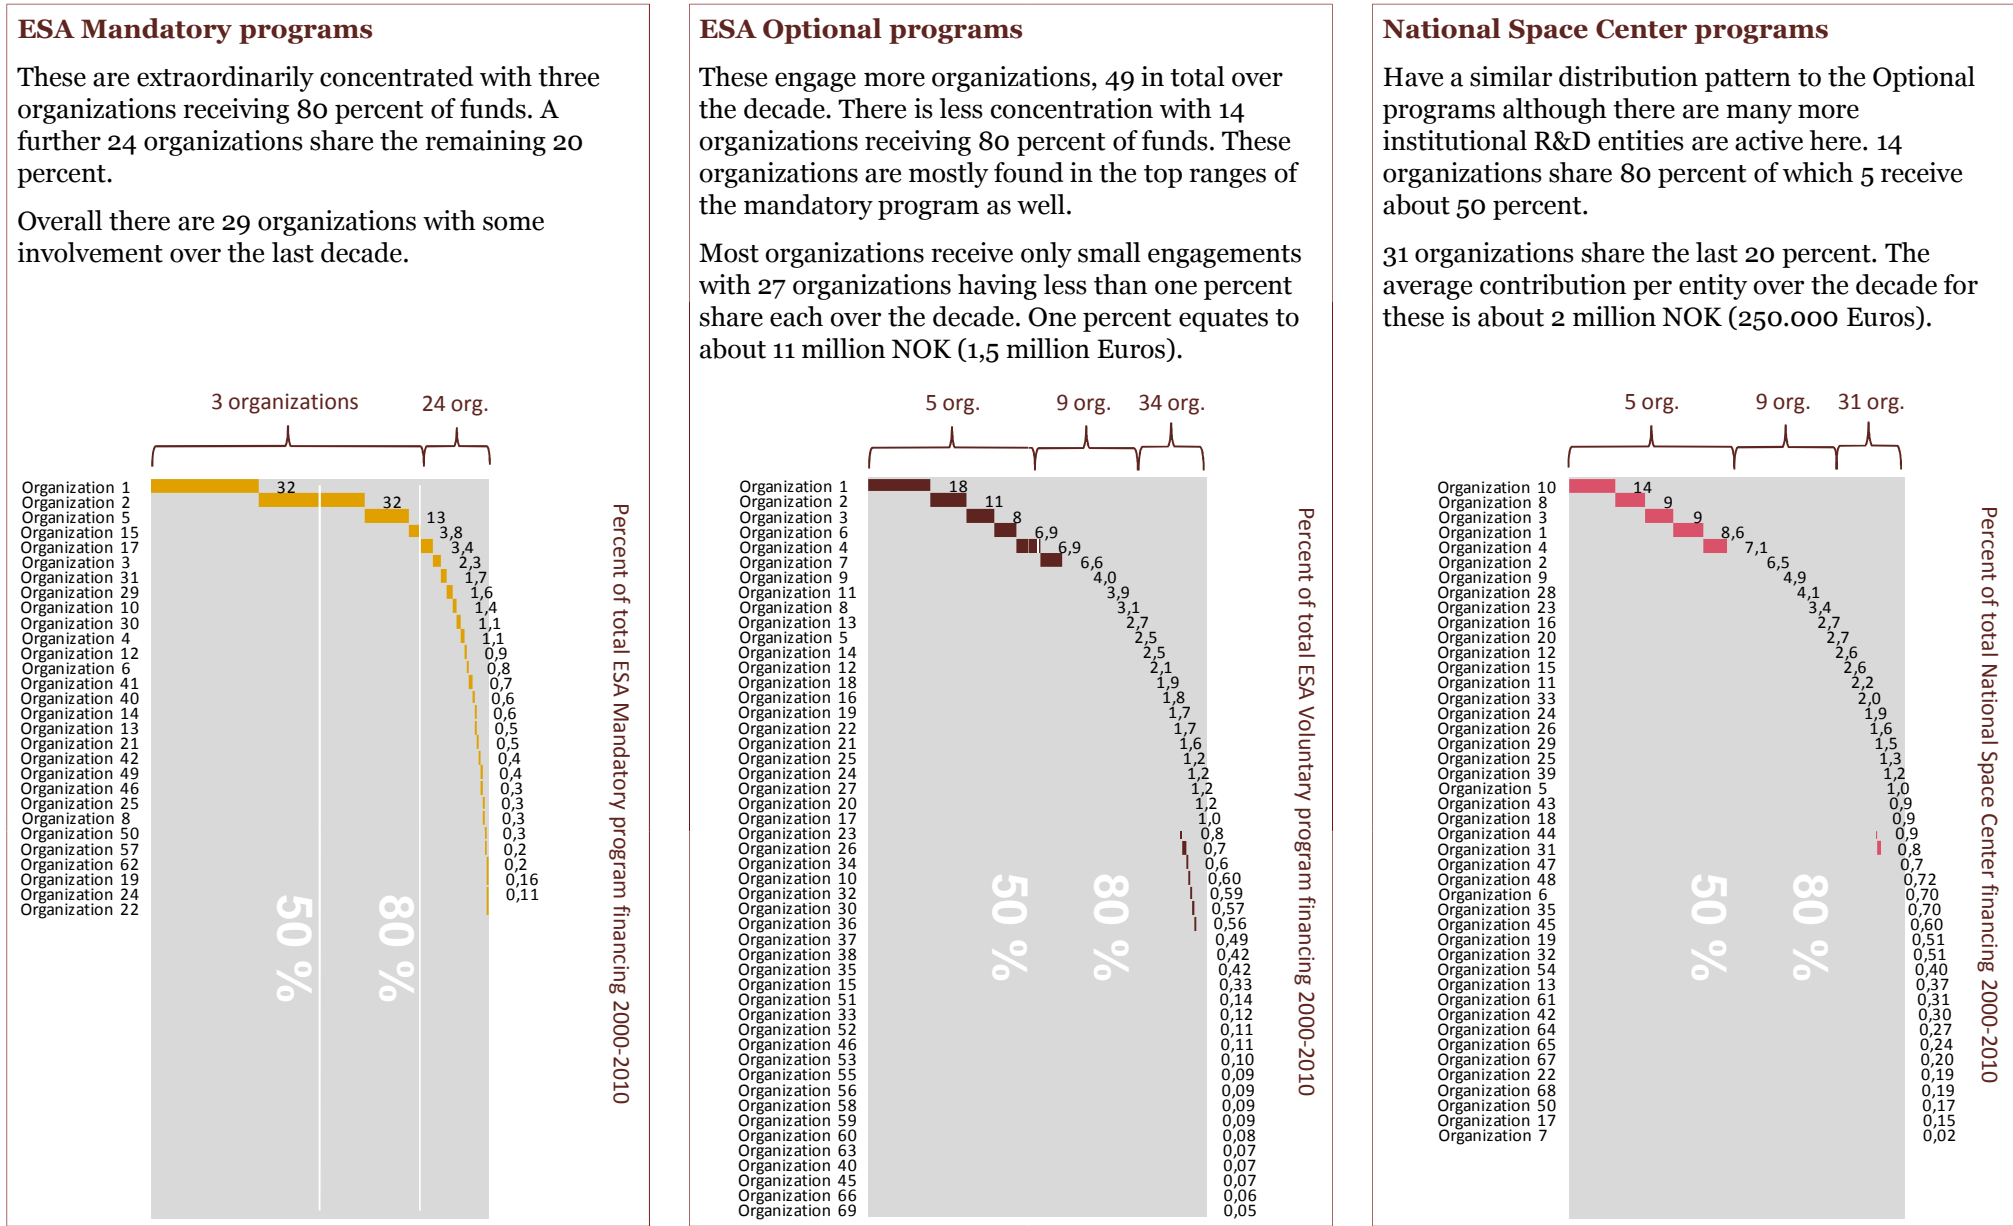 ESA Mandatory programs
These are extraordinarily concentrated with three
organizations receiving 80 percent of funds. A
further 24 organizations share the remaining 20
percent.
Overall there are 29 organizations with some
involvement over the last decade.
3 organizations 24 org.
Organization 1 32
Organization 2 32
Organization 5 13
Organization 15 3,8
Organization 17 3,4
Organization 3 2,3
Organization 31 1,7
Organization 29 1,6
Organization 10 1,4
Organization 30 1,1
Organization 4 1,1
Organization 12 0,9
Organization 6 0,8
Organization 41 0,7
Organization 40 0,6
Organization 14 0,6
Organization 13 0,5
Organization 21 0,5
Organization 42 0,4
Organization 49 0,4
Organization 46 0,3
Organization 25 0,3
Organization 8 0,3
Organization 50 0,3
Organization 57 0,2
Organization 62 0,2
Organization 19 0,16
Organization 24 0,11
Organization 22
50 %
80 %
Percent of total ESA Mandatory program financing 2000-2010
ESA Optional programs
These engage more organizations, 49 in total over
the decade. There is less concentration with 14
organizations receiving 80 percent of funds. These
organizations are mostly found in the top ranges of
the mandatory program as well.
Most organizations receive only small engagements
with 27 organizations having less than one percent
share each over the decade. One percent equates to
about 11 million NOK (1,5 million Euros).
5 org. 9 org. 34 org.
Organization 1 18
Organization 2 11
Organization 3 8
Organization 6 6,9
Organization 4 6,9
Organization 7 6,6
Organization 9 4,0
Organization 11 3,9
Organization 8 3,1
Organization 13 2,7
Organization 5 2,5
Organization 14 2,5
Organization 12 2,1
Organization 18 1,9
Organization 16 1,8
Organization 19 1,7
Organization 22 1,7
Organization 21 1,6
Organization 25 1,2
Organization 24 1,2
Organization 27 1,2
Organization 20 1,2
Organization 17 1,0
Organization 23 0,8
Organization 26 0,7
Organization 34 0,6
Organization 10 0,60
Organization 32 0,59
Organization 30 0,57
Organization 36 0,56
Organization 37 0,49
Organization 38 0,42
Organization 35 0,42
Organization 15 0,33
Organization 51 0,14
Organization 33 0,12
Organization 52 0,11
Organization 46 0,11
Organization 53 0,10
Organization 55 0,09
Organization 56 0,09
Organization 58 0,09
Organization 59 0,09
Organization 60 0,08
Organization 63 0,07
Organization 40 0,07
Organization 45 0,07
Organization 66 0,06
Organization 69 0,05
50 %
80 %
Percent of total ESA Voluntary program financing 2000-2010
National Space Center programs
Have a similar distribution pattern to the Optional
programs although there are many more
institutional R&D entities are active here. 14
organizations share 80 percent of which 5 receive
about 50 percent.
31 organizations share the last 20 percent. The
average contribution per entity over the decade for
these is about 2 million NOK (250.000 Euros).
5 org. 9 org. 31 org.
Organization 10 14
Organization 8 9
Organization 3 9
Organization 1 8,6
Organization 4 7,1
Organization 2 6,5
Organization 9 4,9
Organization 28 4,1
Organization 23 3,4
Organization 16 2,7
Organization 20 2,7
Organization 12 2,6
Organization 15 2,6
Organization 11 2,2
Organization 33 2,0
Organization 24 1,9
Organization 26 1,6
Organization 29 1,5
Organization 25 1,3
Organization 39 1,2
Organization 5 1,0
Organization 43 0,9
Organization 18 0,9
Organization 44 0,9
Organization 31 0,8
Organization 47 0,7
Organization 48 0,72
Organization 6 0,70
Organization 35 0,70
Organization 45 0,60
Organization 19 0,51
Organization 32 0,51
Organization 54 0,40
Organization 13 0,37
Organization 61 0,31
Organization 42 0,30
Organization 64 0,27
Organization 65 0,24
Organization 67 0,20
Organization 22 0,19
Organization 68 0,19
Organization 50 0,17
Organization 17 0,15
Organization 7 0,02
50 %
80 %
Percent of total National Space Center financing 2000-2010